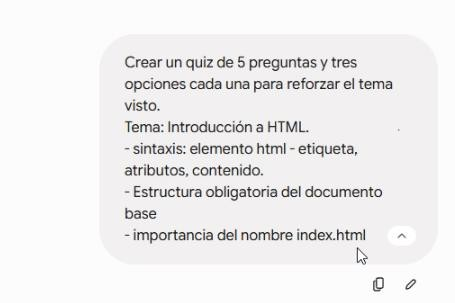 Crear un quiz de 5 preguntas y tres
opciones cada una para reforzar el tema
visto.
Tema: Introducción a HTML.
- sintaxis: elemento html - etiqueta,
atributos, contenido.
- Estructura obligatoria del documento
base
- importancia del nombre index.html